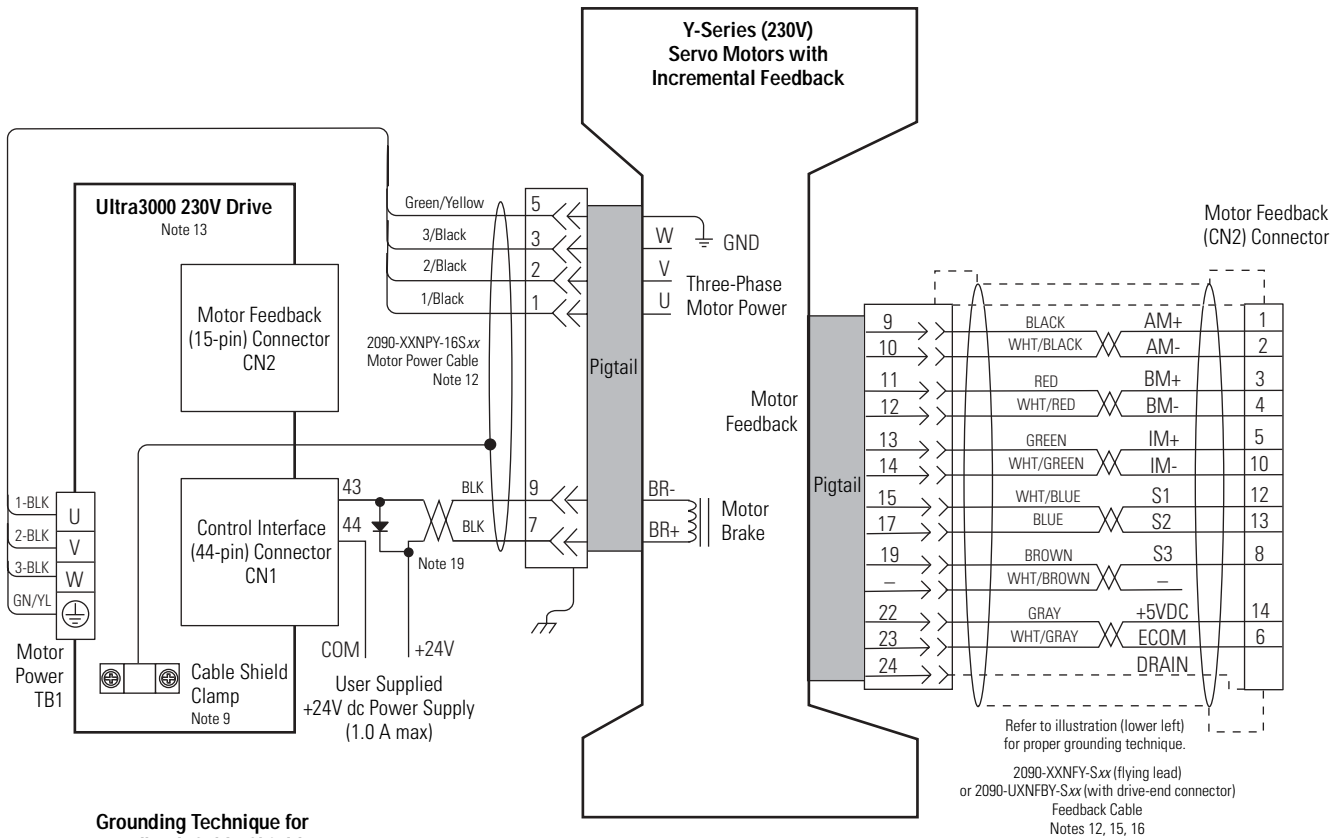 Y-Series (230V)
Servo Motors with
Incremental Feedback
Ultra3000 230V Drive
Note 13
Motor Feedback
(15-pin) Connector
CN2
Control Interface
(44-pin) Connector
CN1
1-BLK
2-BLK
3-BLK
GN/YL
U
V
W
Motor
Power
TB1
Cable Shield
Clamp
Note 9
Green/Yellow
3/Black
2/Black
1/Black
5
3
2
1
2090-XXNPY-16Sxx
Motor Power Cable
Note 12
43
44
BLK
BLK
9
7
Note 19
COM
+24V
User Supplied
+24V dc Power Supply
(1.0 A max)
Pigtail
W
V
U
GND
Three-Phase
Motor Power
BR-
BR+
Motor
Brake
Motor
Feedback
Pigtail
Motor Feedback
(CN2) Connector
9 BLACK AM+ 1
10 WHT/BLACK AM- 2
11 RED BM+ 3
12 WHT/RED BM- 4
13 GREEN IM+ 5
14 WHT/GREEN IM- 10
15 WHT/BLUE S1 12
17 BLUE S2 13
19 BROWN S3 8
– WHT/BROWN –
22 GRAY +5VDC 14
23 WHT/GRAY ECOM 6
24 DRAIN
Refer to illustration (lower left)
for proper grounding technique.
2090-XXNFY-Sxx (flying lead)
or 2090-UXNFBY-Sxx (with drive-end connector)
Feedback Cable
Notes 12, 15, 16
Grounding Technique for